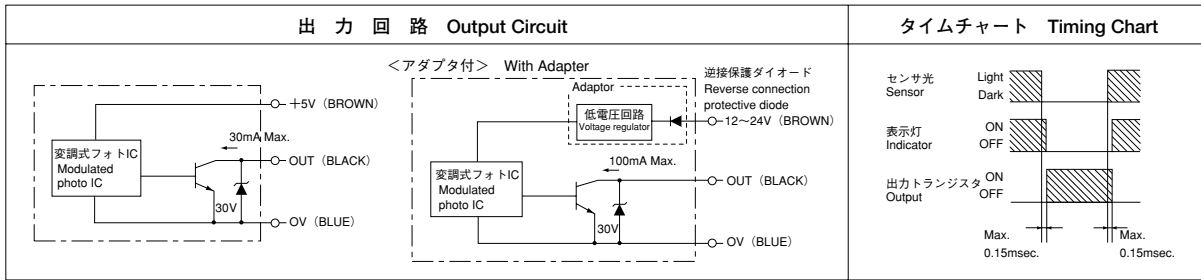 出 力 回 路 Output Circuit
＋5V（BROWN）
30mA Max.
変調式フォトIC
Modulated
photo IC
OUT（BLACK）
30V
OV（BLUE）
＜アダプタ付＞ With Adapter
逆接保護ダイオード
Reverse connection
protective diode
Adaptor
低電圧回路
Voltage regulator
12〜24V（BROWN）
100mA Max.
変調式フォトIC
Modulated
photo IC
OUT（BLACK）
30V
OV（BLUE）
タイムチャート Timing Chart
センサ光 Light
Sensor Dark
表示灯 ON
Indicator OFF
出力トランジスタ ON
Output OFF
Max. Max.
0.15msec. 0.15msec.